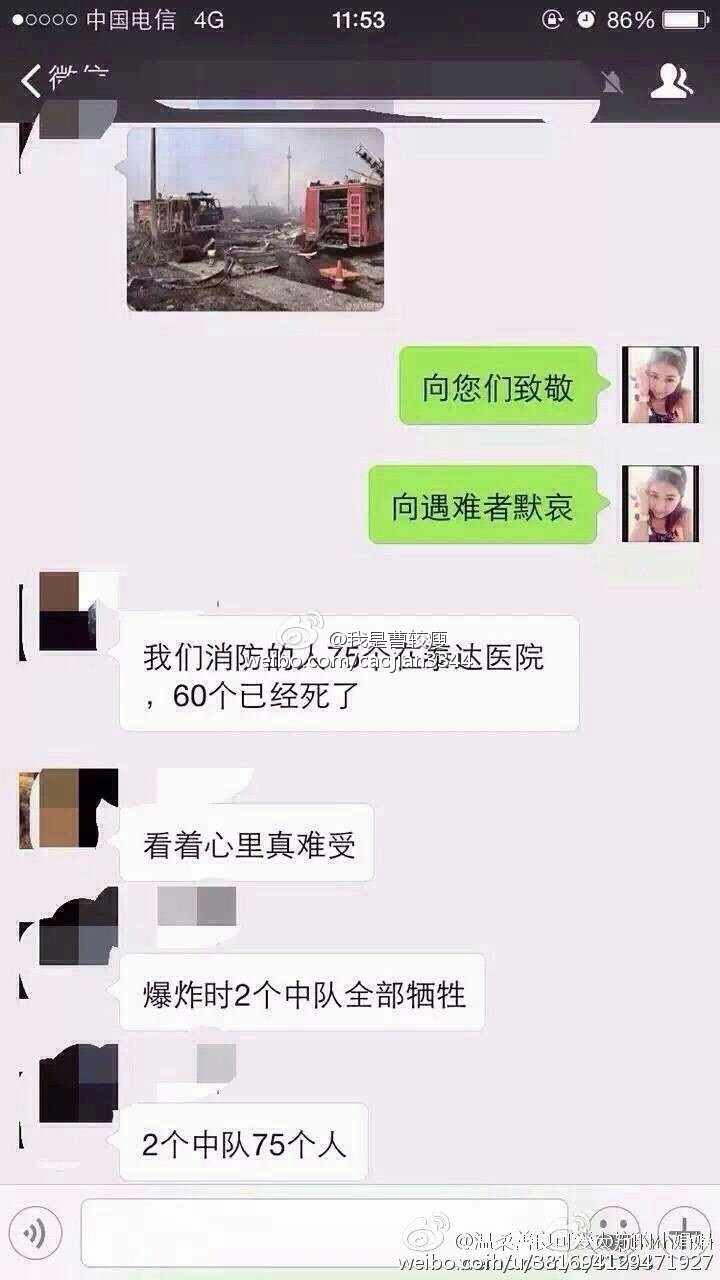 中国电信 4G 11:53 86%
微信
向您们致敬
向遇难者默哀
@我是曹较瘦
我们消防的人75个在泰达医院
，60个已经死了
看着心里真难受
爆炸时2个中队全部牺牲
2个中队75个人
weibo.com/u/3816941294